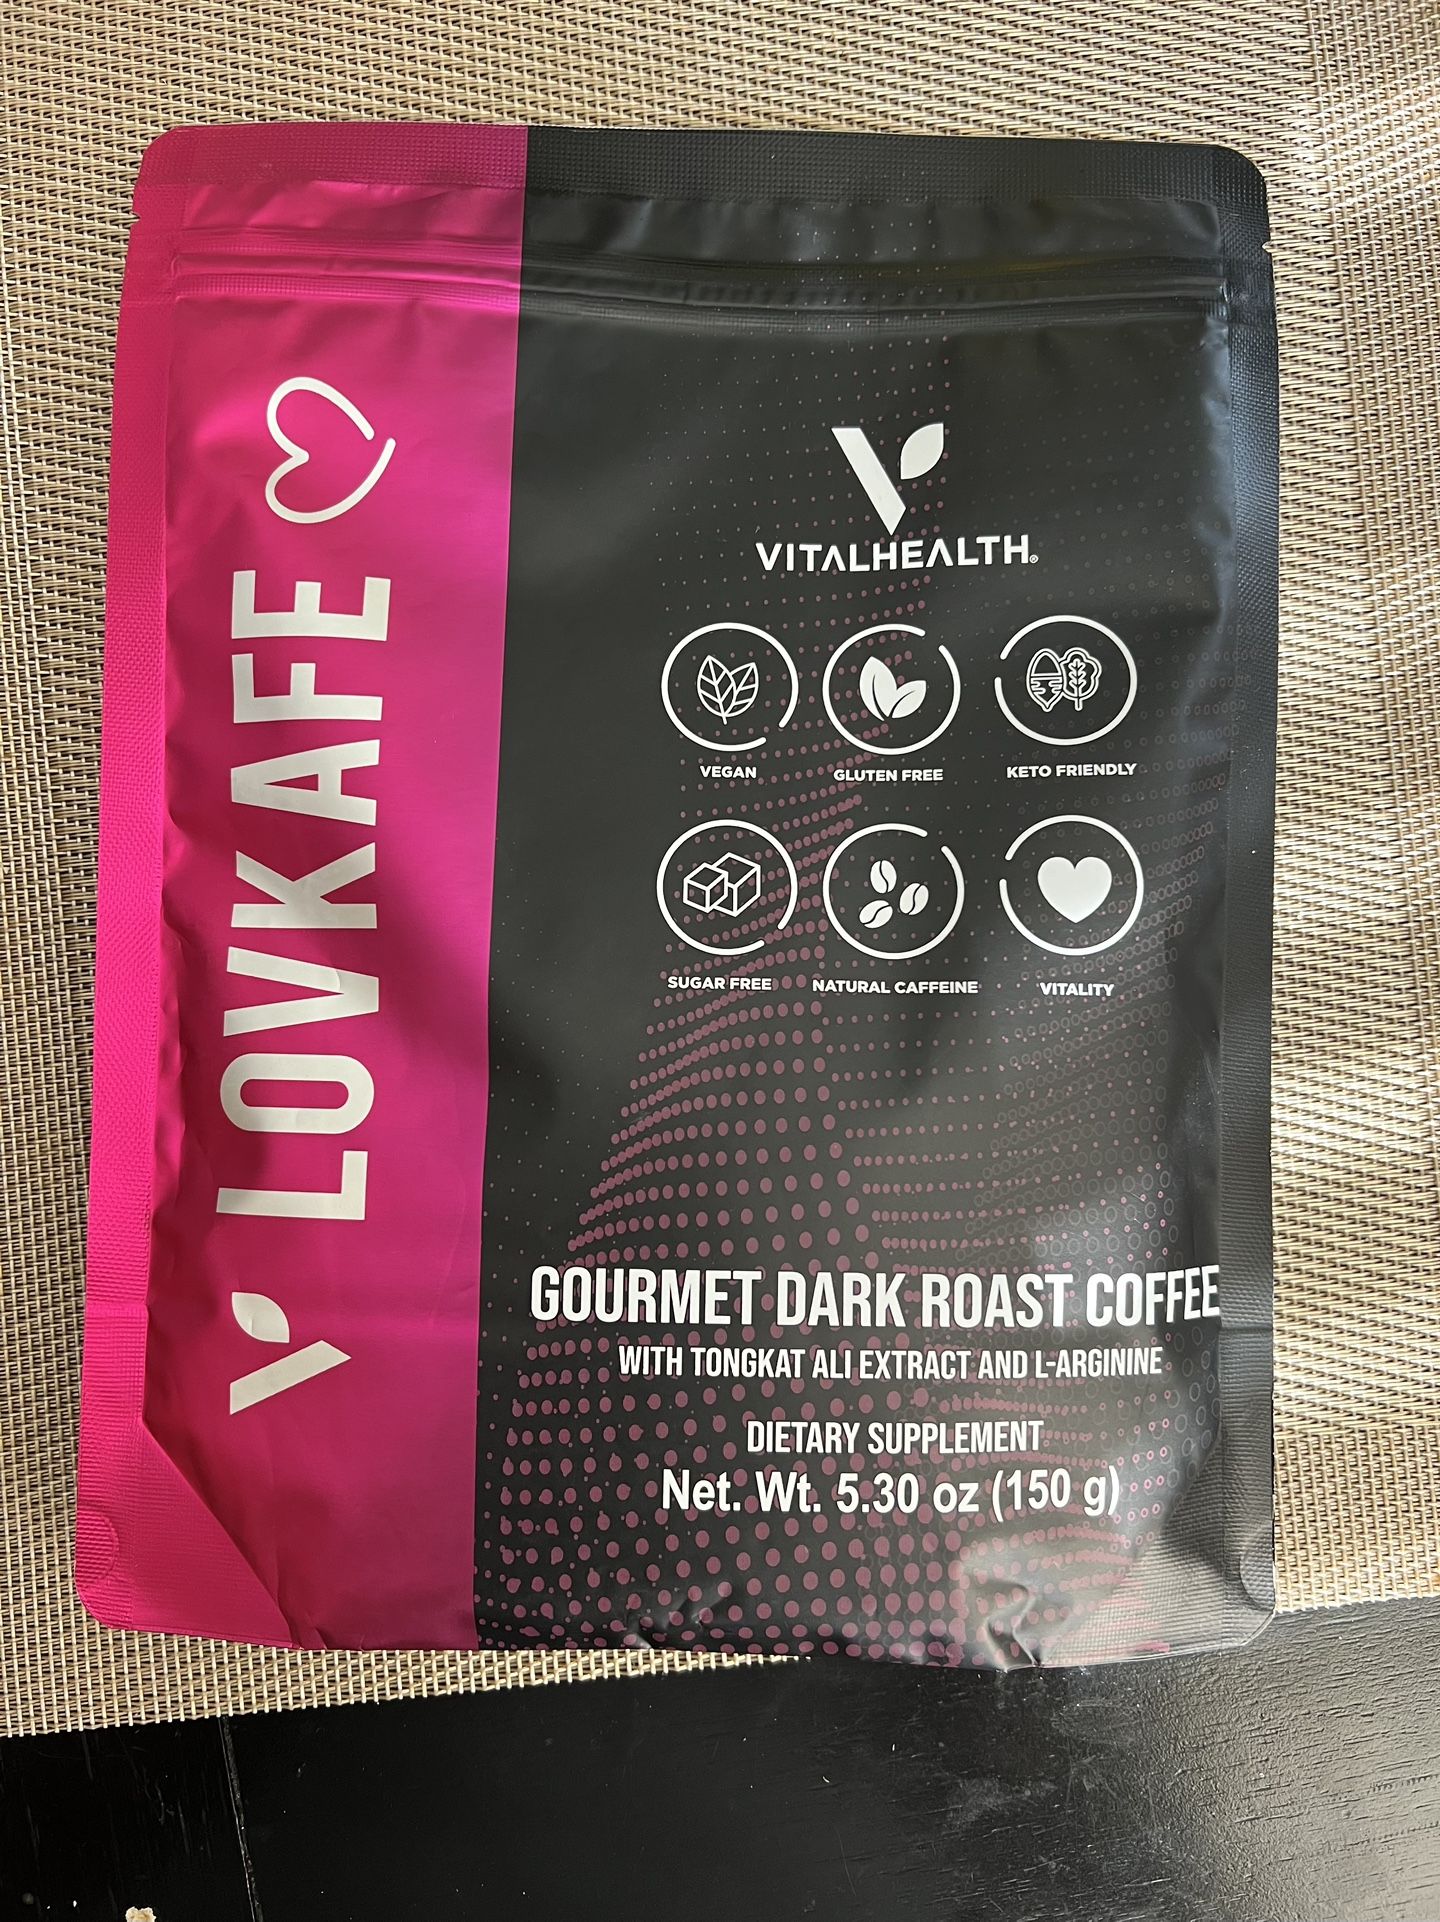 LOVKAFE
VITALHEALTH®
VEGAN
GLUTEN FREE
KETO FRIENDLY
SUGAR FREE
NATURAL CAFFEINE
VITALITY
GOURMET DARK ROAST COFFEE
WITH TONGKAT ALI EXTRACT AND L-ARGININE
DIETARY SUPPLEMENT
Net. Wt. 5.30 oz (150 g)